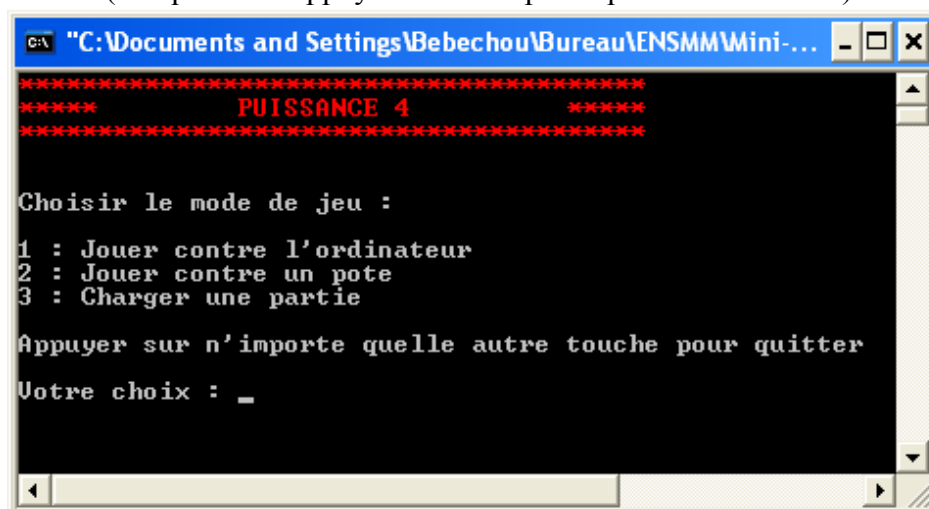 "C:\Documents and Settings\Bebechou\Bureau\ENSMM\Mini-...
****************************************
*****         PUISSANCE 4          *****
****************************************
Choisir le mode de jeu :
1 : Jouer contre l'ordinateur
2 : Jouer contre un pote
3 : Charger une partie
Appuyer sur n'importe quelle autre touche pour quitter
Votre choix : _